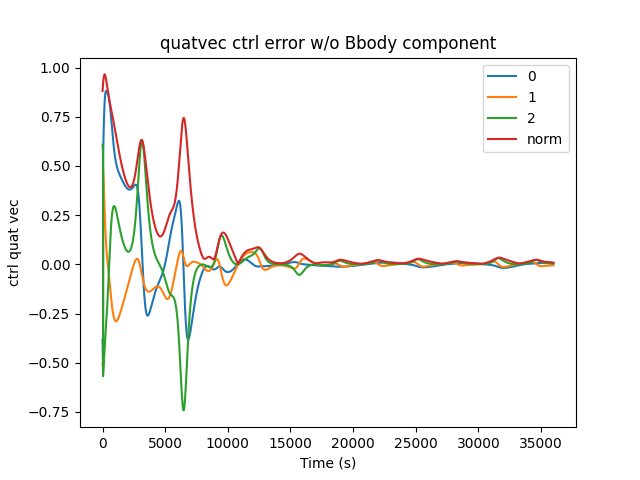 quatvec ctrl error w/o Bbody component
1.00
0.75
0.50
0.25
0.00
−0.25
−0.50
−0.75
ctrl quat vec
0
1
2
norm
0 5000 10000 15000 20000 25000 30000 35000
Time (s)